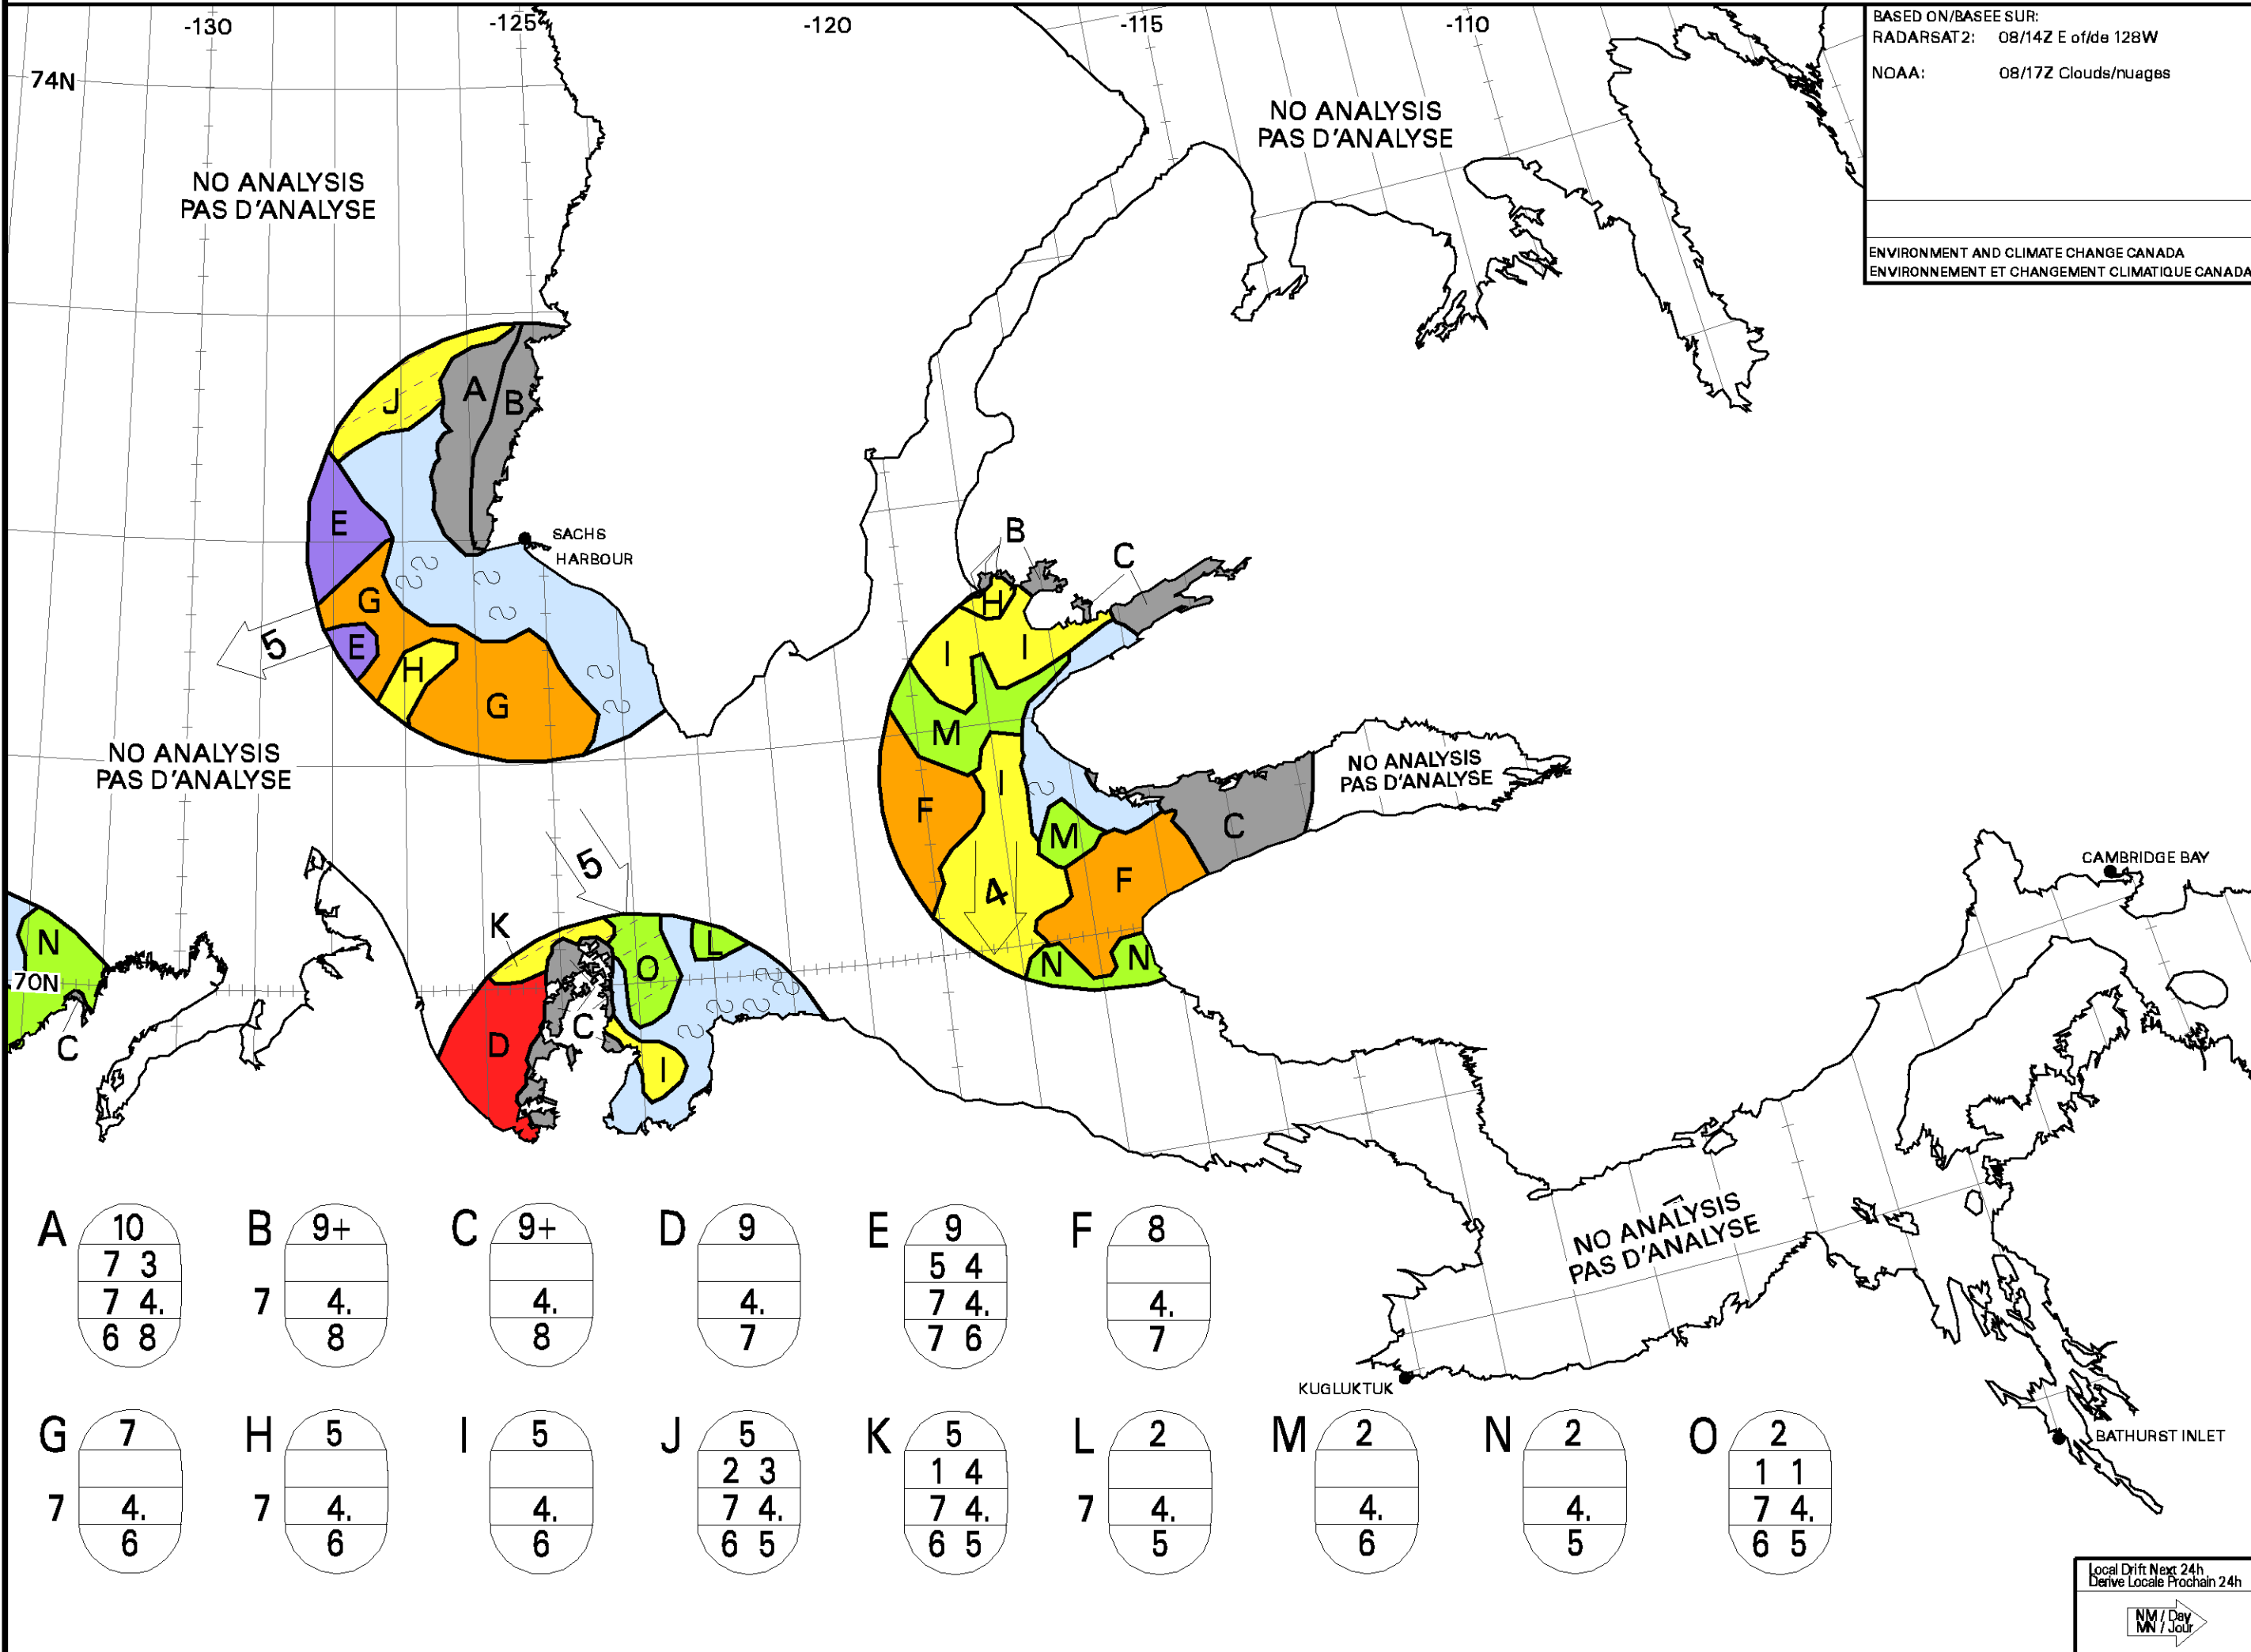 -130
-125
-120
-115
-110
74N
BASED ON/BASEE SUR:
RADARSAT2: 08/14Z E of/de 128W
NOAA: 08/17Z Clouds/nuages
ENVIRONMENT AND CLIMATE CHANGE CANADA
ENVIRONNEMENT ET CHANGEMENT CLIMATIQUE CANADA
NO ANALYSIS
PAS D'ANALYSE
NO ANALYSIS
PAS D'ANALYSE
J
A
B
E
SACHS
HARBOUR
G
5
E
H
G
B
C
H
I
I
M
NO ANALYSIS
PAS D'ANALYSE
NO ANALYSIS
PAS D'ANALYSE
I
F
M
C
F
4
N
N
5
K
L
O
D
C
I
N
70N
C
CAMBRIDGE BAY
NO ANALYSIS
PAS D'ANALYSE
KUGLUKTUK
BATHURST INLET
A 10
7 3
7 4.
6 8
B 9+
7 4.
8
C 9+
4.
8
D 9
4.
7
E 9
5 4
7 4.
7 6
F 8
4.
7
G 7
7 4.
6
H 5
7 4.
6
I 5
4.
6
J 5
2 3
7 4.
6 5
K 5
1 4
7 4.
6 5
L 2
7 4.
5
M 2
4.
6
N 2
4.
5
O 2
1 1
7 4.
6 5
Local Drift Next 24h
Derive Locale Prochain 24h
NM / Day
MN / Jour